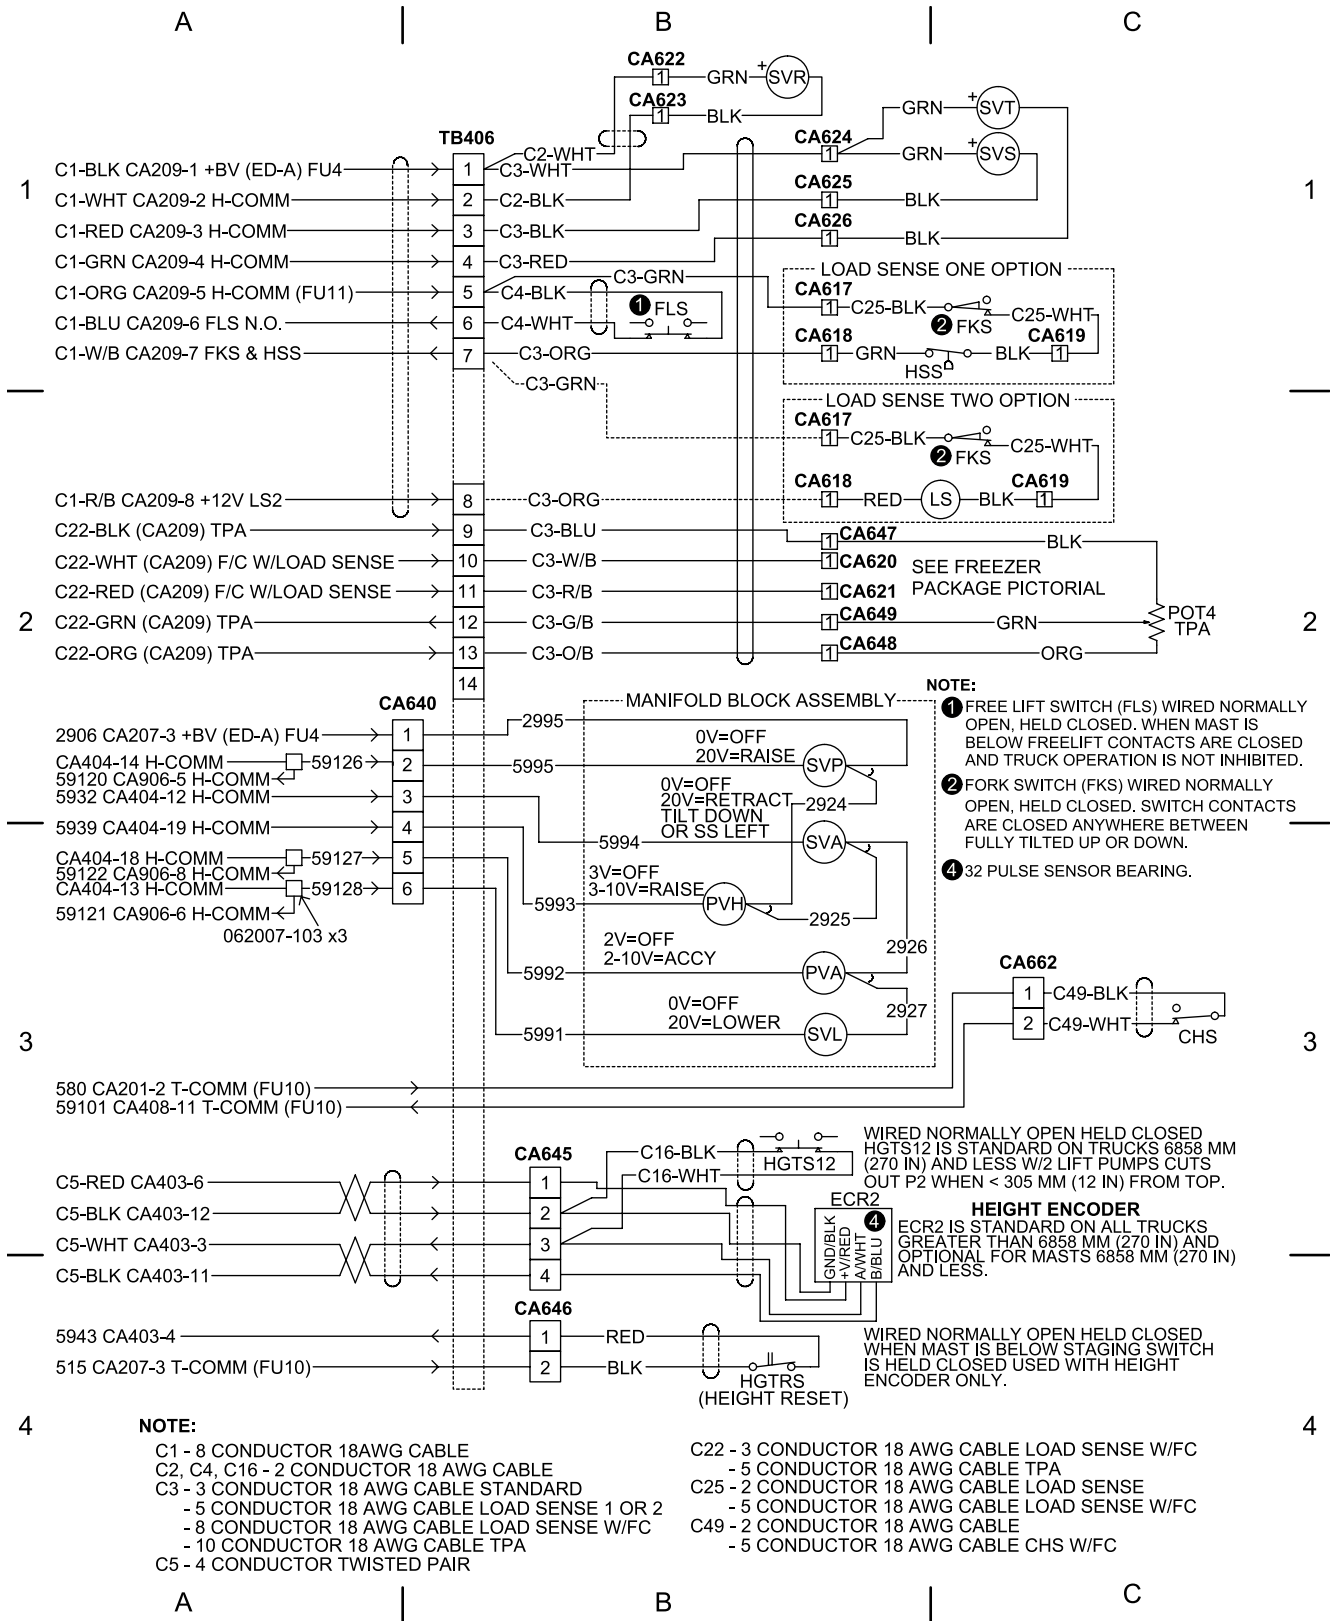 A
B
C
CA622
1
GRN
+
SVR
CA623
1
BLK
GRN
+
SVT
TB406
CA624
C2-WHT
1
GRN
+
SVS
C1-BLK CA209-1 +BV (ED-A) FU4
1
C3-WHT
CA625
1
1
C1-WHT CA209-2 H-COMM
2
C2-BLK
1
BLK
CA626
C1-RED CA209-3 H-COMM
3
C3-BLK
1
BLK
C1-GRN CA209-4 H-COMM
4
C3-RED
C3-GRN
LOAD SENSE ONE OPTION
CA617
C1-ORG CA209-5 H-COMM (FU11)
5
C4-BLK
1 FLS
1
C25-BLK
C25-WHT
2 FKS
C1-BLU CA209-6 FLS N.O.
6
C4-WHT
CA618
CA619
C1-W/B CA209-7 FKS & HSS
7
C3-ORG
1
GRN
BLK
1
HSS
C3-GRN
LOAD SENSE TWO OPTION
CA617
1
C25-BLK
C25-WHT
2 FKS
CA618
CA619
C1-R/B CA209-8 +12V LS2
8
C3-ORG
1
RED
LS
BLK
1
C22-BLK (CA209) TPA
9
C3-BLU
1
CA647
BLK
C22-WHT (CA209) F/C W/LOAD SENSE
10
C3-W/B
1
CA620
SEE FREEZER
PACKAGE PICTORIAL
C22-RED (CA209) F/C W/LOAD SENSE
11
C3-R/B
1
CA621
2
2
C22-GRN (CA209) TPA
12
C3-G/B
1
CA649
GRN
POT4
TPA
C22-ORG (CA209) TPA
13
C3-O/B
1
CA648
ORG
14
CA640
MANIFOLD BLOCK ASSEMBLY
NOTE:
1 FREE LIFT SWITCH (FLS) WIRED NORMALLY
OPEN, HELD CLOSED. WHEN MAST IS
BELOW FREELIFT CONTACTS ARE CLOSED
AND TRUCK OPERATION IS NOT INHIBITED.
2 FORK SWITCH (FKS) WIRED NORMALLY
OPEN, HELD CLOSED. SWITCH CONTACTS
ARE CLOSED ANYWHERE BETWEEN
FULLY TILTED UP OR DOWN.
4 32 PULSE SENSOR BEARING.
2906 CA207-3 +BV (ED-A) FU4
1
2995
0V=OFF
20V=RAISE
SVP
CA404-14 H-COMM
59126
2
5995
59120 CA906-5 H-COMM
0V=OFF
20V=RETRACT
TILT DOWN
OR SS LEFT
2924
5932 CA404-12 H-COMM
3
5939 CA404-19 H-COMM
4
5994
SVA
CA404-18 H-COMM
59127
5
59122 CA906-8 H-COMM
3V=OFF
3-10V=RAISE
CA404-13 H-COMM
59128
6
5993
PVH
2925
59121 CA906-6 H-COMM
062007-103 x3
2V=OFF
2-10V=ACCY
2926
5992
PVA
CA662
1
C49-BLK
0V=OFF
20V=LOWER
2927
2
C49-WHT
CHS
5991
SVL
3
3
580 CA201-2 T-COMM (FU10)
59101 CA408-11 T-COMM (FU10)
C16-BLK
HGTS12
C16-WHT
WIRED NORMALLY OPEN HELD CLOSED
HGTS12 IS STANDARD ON TRUCKS 6858 MM
(270 IN) AND LESS W/2 LIFT PUMPS CUTS
OUT P2 WHEN < 305 MM (12 IN) FROM TOP.
CA645
C5-RED CA403-6
1
C5-BLK CA403-12
2
ECR2
4
HEIGHT ENCODER
ECR2 IS STANDARD ON ALL TRUCKS
GREATER THAN 6858 MM (270 IN) AND
OPTIONAL FOR MASTS 6858 MM (270 IN)
AND LESS.
C5-WHT CA403-3
3
GND/BLK
+V/RED
A/WHT
B/BLU
C5-BLK CA403-11
4
CA646
5943 CA403-4
1
RED
515 CA207-3 T-COMM (FU10)
2
BLK
HGTRS
(HEIGHT RESET)
WIRED NORMALLY OPEN HELD CLOSED
WHEN MAST IS BELOW STAGING SWITCH
IS HELD CLOSED USED WITH HEIGHT
ENCODER ONLY.
4
4
NOTE:
C1 - 8 CONDUCTOR 18AWG CABLE
C2, C4, C16 - 2 CONDUCTOR 18 AWG CABLE
C3 - 3 CONDUCTOR 18 AWG CABLE STANDARD
- 5 CONDUCTOR 18 AWG CABLE LOAD SENSE 1 OR 2
- 8 CONDUCTOR 18 AWG CABLE LOAD SENSE W/FC
- 10 CONDUCTOR 18 AWG CABLE TPA
C5 - 4 CONDUCTOR TWISTED PAIR
C22 - 3 CONDUCTOR 18 AWG CABLE LOAD SENSE W/FC
- 5 CONDUCTOR 18 AWG CABLE TPA
C25 - 2 CONDUCTOR 18 AWG CABLE LOAD SENSE
- 5 CONDUCTOR 18 AWG CABLE LOAD SENSE W/FC
C49 - 2 CONDUCTOR 18 AWG CABLE
- 5 CONDUCTOR 18 AWG CABLE CHS W/FC
A
B
C